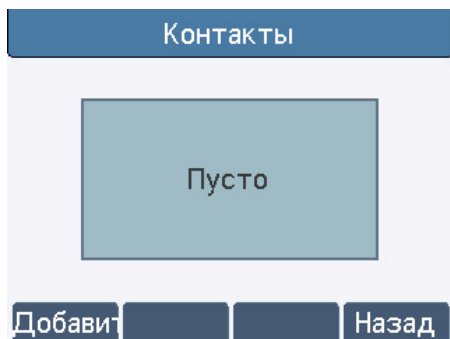 Контакты
Пусто
Добавит Назад